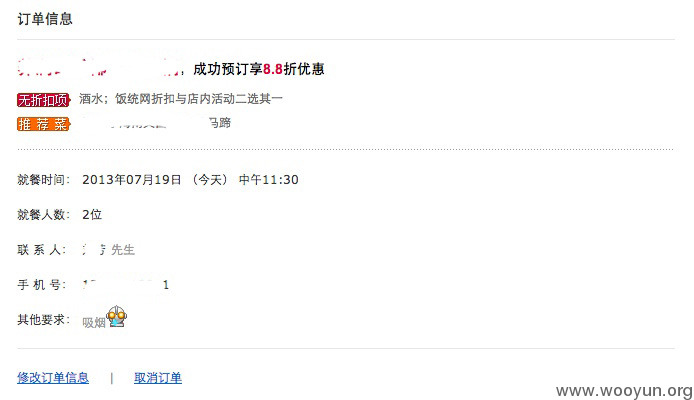 订单信息
，成功预订享8.8折优惠
无折扣项 酒水；饭统网折扣与店内活动二选其一
推 荐 菜 马蹄
就餐时间： 2013年07月19日 （今天） 中午11:30
就餐人数： 2位
联 系 人： 先生
手 机 号： 1
其他要求： 吸烟
修改订单信息 | 取消订单
www.wooyun.org